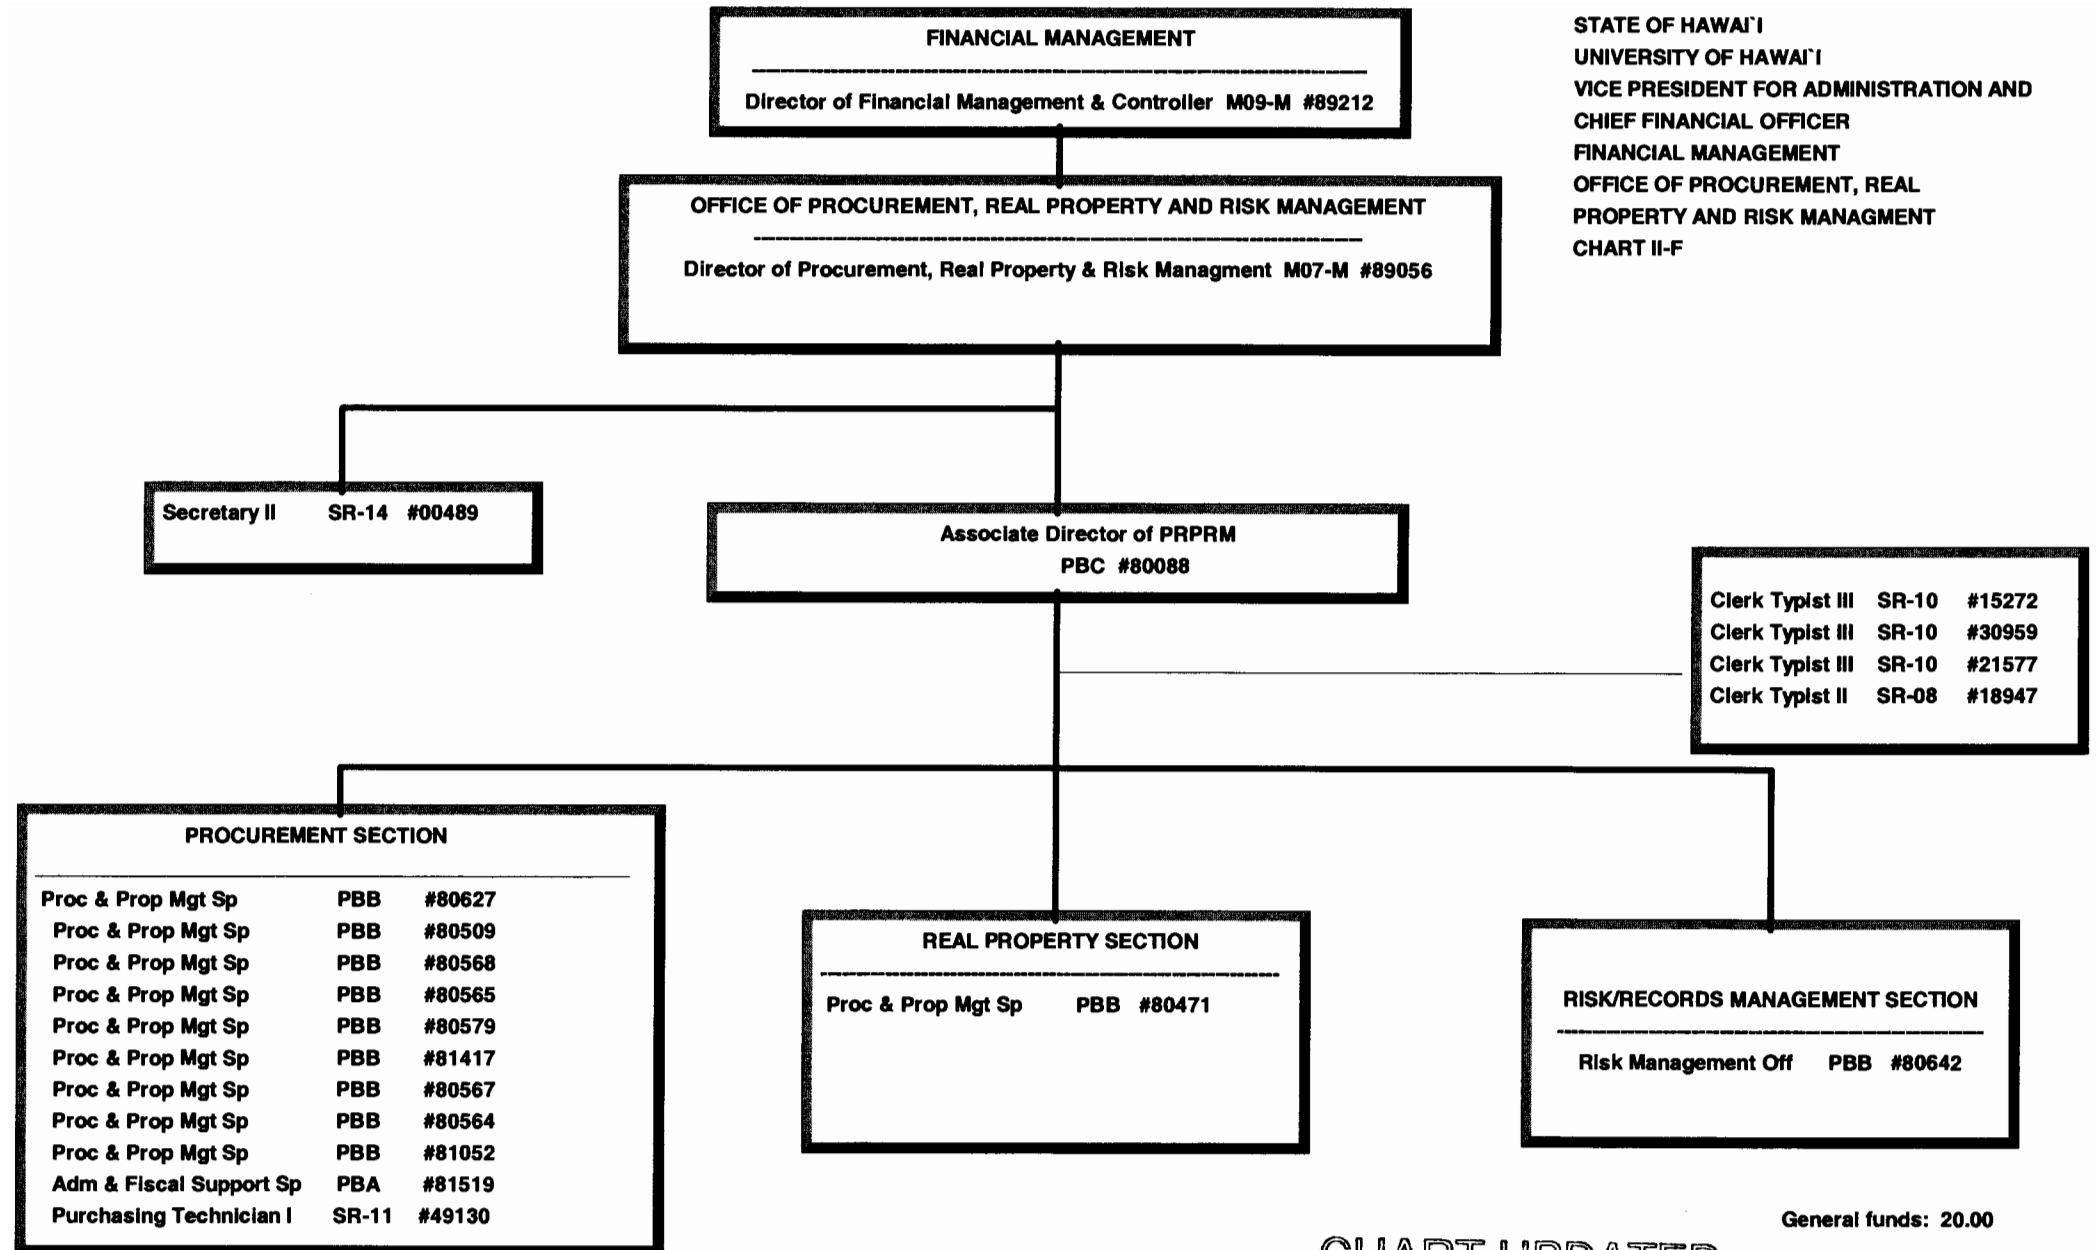 FINANCIAL MANAGEMENT
Director of Financial Management & Controller M09-M #89212
STATE OF HAWAI`I
UNIVERSITY OF HAWAI`I
VICE PRESIDENT FOR ADMINISTRATION AND
CHIEF FINANCIAL OFFICER
FINANCIAL MANAGEMENT
OFFICE OF PROCUREMENT, REAL
PROPERTY AND RISK MANAGMENT
CHART II-F
OFFICE OF PROCUREMENT, REAL PROPERTY AND RISK MANAGEMENT
Director of Procurement, Real Property & Risk Managment M07-M #89056
Secretary II SR-14 #00489
Associate Director of PRPRM
PBC #80088
Clerk Typist III SR-10 #15272
Clerk Typist III SR-10 #30959
Clerk Typist III SR-10 #21577
Clerk Typist II SR-08 #18947
PROCUREMENT SECTION
Proc & Prop Mgt Sp PBB #80627
Proc & Prop Mgt Sp PBB #80509
Proc & Prop Mgt Sp PBB #80568
Proc & Prop Mgt Sp PBB #80565
Proc & Prop Mgt Sp PBB #80579
Proc & Prop Mgt Sp PBB #81417
Proc & Prop Mgt Sp PBB #80567
Proc & Prop Mgt Sp PBB #80564
Proc & Prop Mgt Sp PBB #81052
Adm & Fiscal Support Sp PBA #81519
Purchasing Technician I SR-11 #49130
REAL PROPERTY SECTION
Proc & Prop Mgt Sp PBB #80471
RISK/RECORDS MANAGEMENT SECTION
Risk Management Off PBB #80642
General funds: 20.00
CHART UPDATED